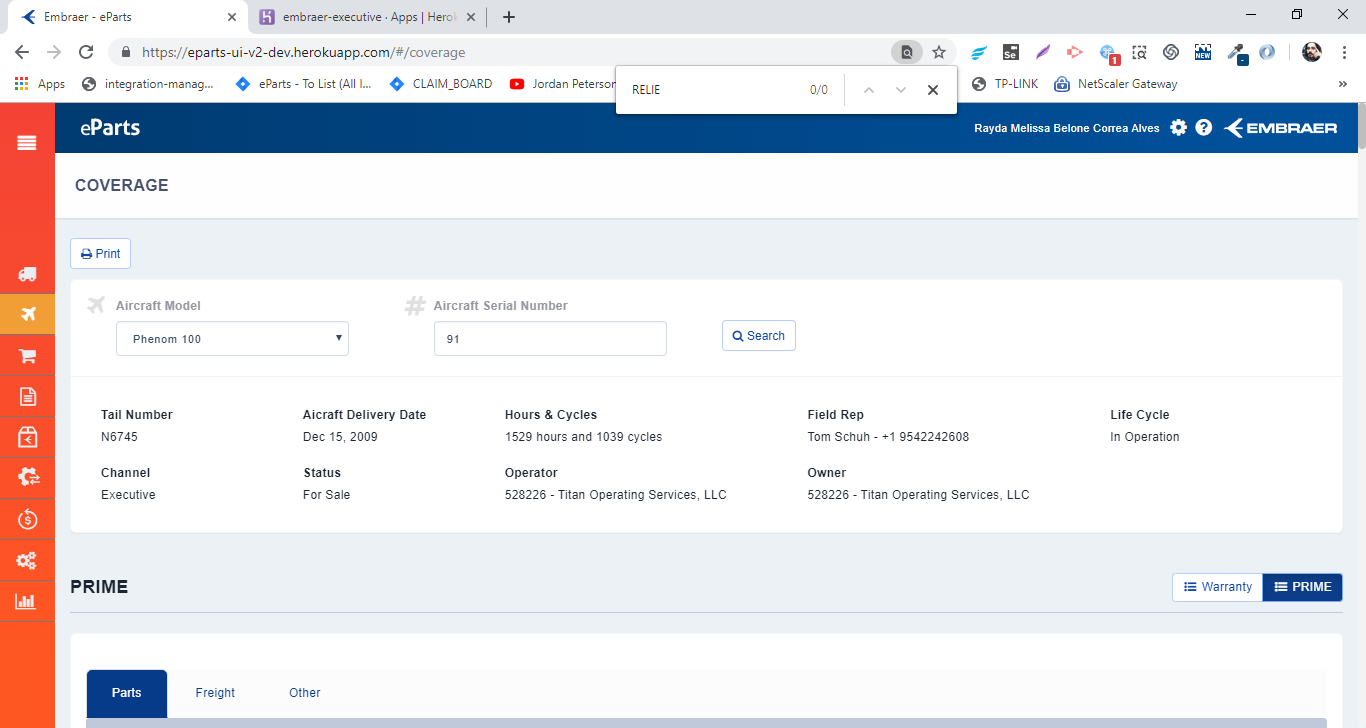 Embraer - eParts
embraer-executive · Apps | Herok
https://eparts-ui-v2-dev.herokuapp.com/#/coverage
Se
1
NEW
-
Apps
integration-manag...
eParts - To List (All I...
CLAIM_BOARD
Jordan Peterson
TP-LINK
NetScaler Gateway
»
RELIE
0/0
eParts
Rayda Melissa Belone Correa Alves
EMBRAER
COVERAGE
Print
Aircraft Model
Aircraft Serial Number
Phenom 100
91
Search
Tail Number
Aicraft Delivery Date
Hours & Cycles
Field Rep
Life Cycle
N6745
Dec 15, 2009
1529 hours and 1039 cycles
Tom Schuh - +1 9542242608
In Operation
Channel
Status
Operator
Owner
Executive
For Sale
528226 - Titan Operating Services, LLC
528226 - Titan Operating Services, LLC
PRIME
Warranty
PRIME
Parts
Freight
Other